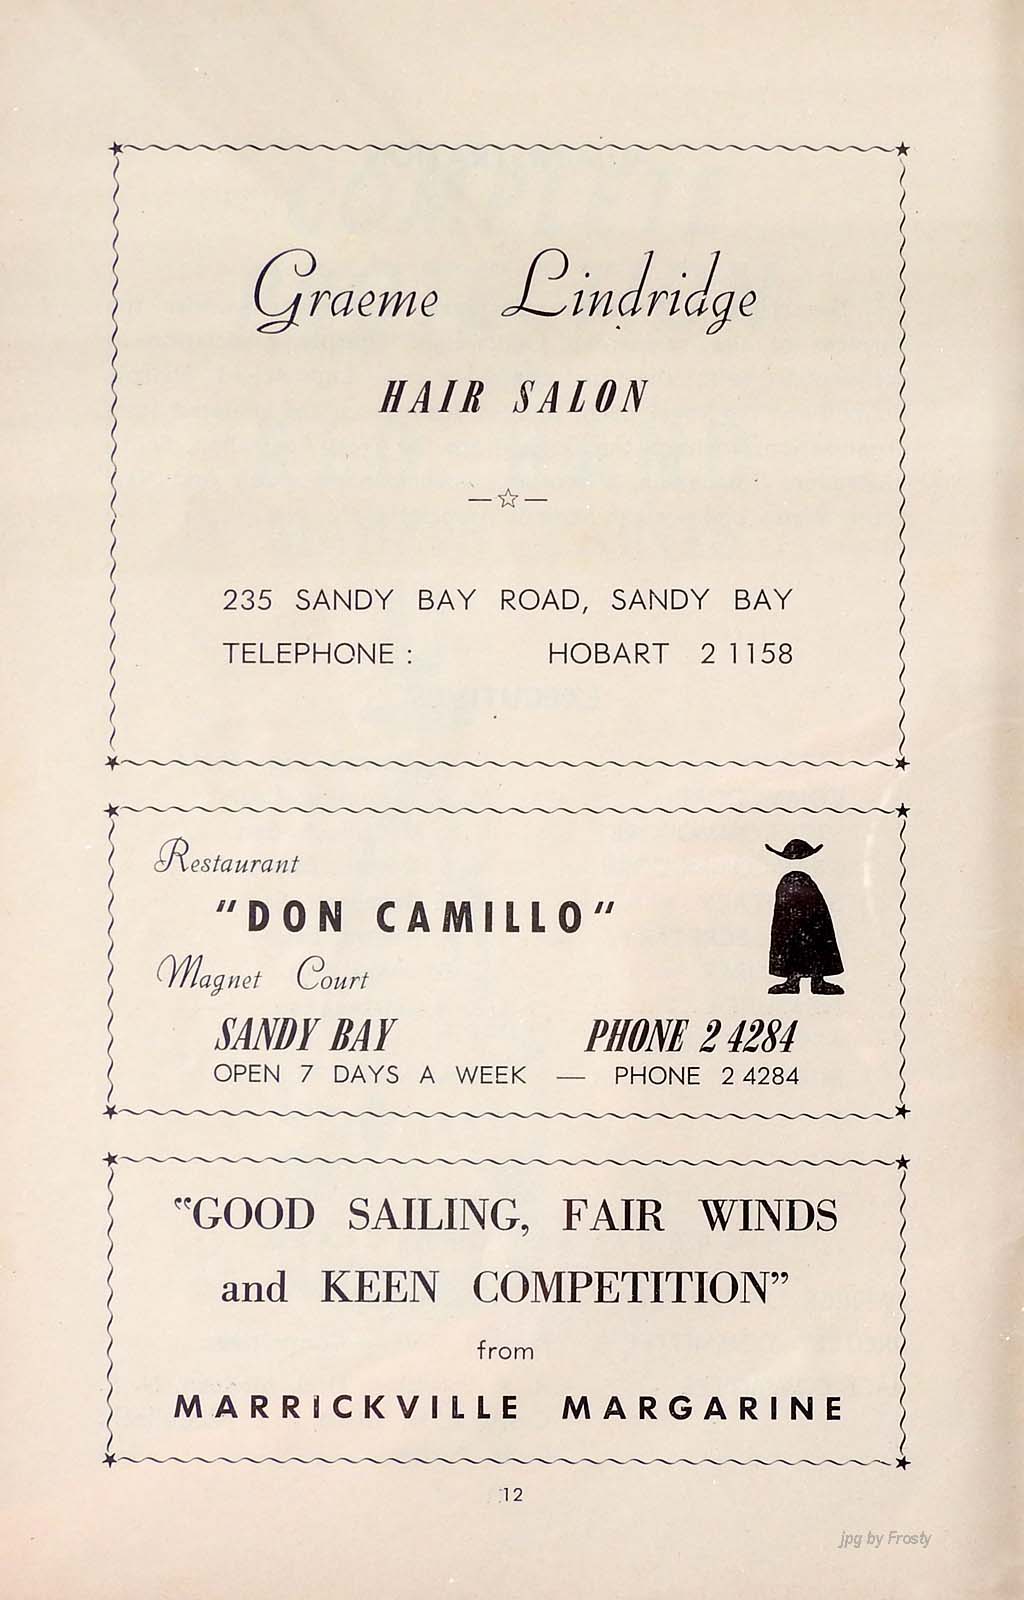 Graeme Lindridge
HAIR SALON
235 SANDY BAY ROAD, SANDY BAY
TELEPHONE : HOBART 2 1158
Restaurant
"DON CAMILLO"
Magnet Court
SANDY BAY PHONE 2 4284
OPEN 7 DAYS A WEEK — PHONE 2 4284
"GOOD SAILING, FAIR WINDS
and KEEN COMPETITION"
from
MARRICKVILLE MARGARINE
12
jpg by Frosty